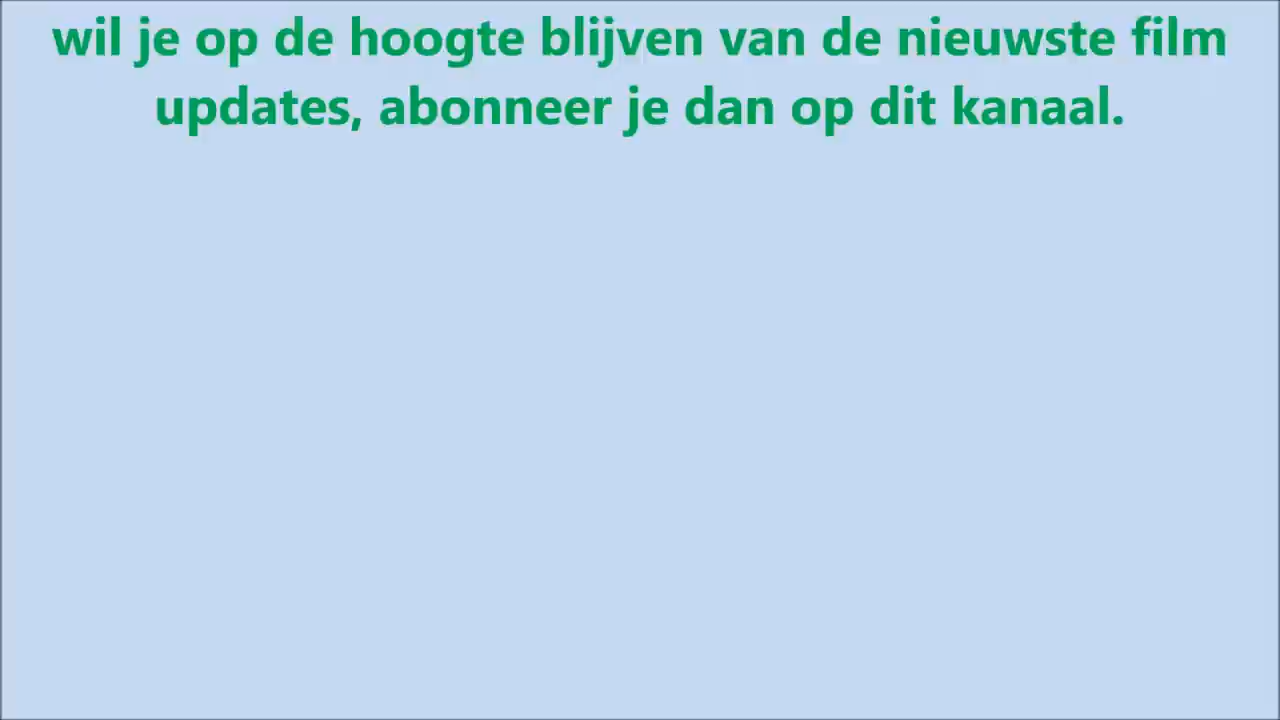 wil je op de hoogte blijven van de nieuwste film
updates, abonneer je dan op dit kanaal.